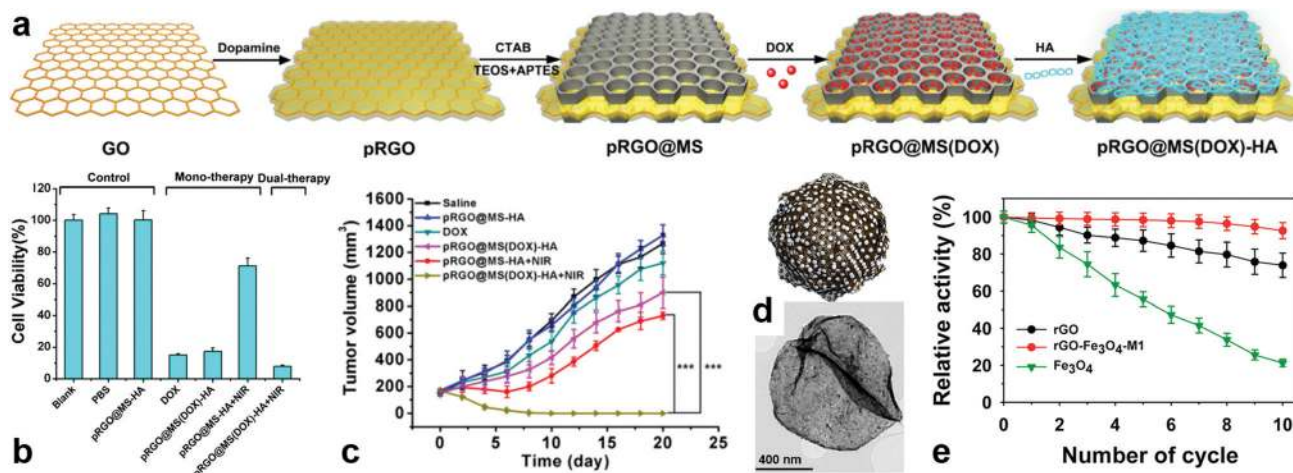 a
Dopamine
CTAB
TEOS+APTES
DOX
HA
GO
pRGO
pRGO@MS
pRGO@MS(DOX)
pRGO@MS(DOX)-HA
b
Control
Mono-therapy
Dual-therapy
Cell Viability(%)
120
100
80
60
40
20
0
Blank
PBS
pRGO@MS-HA
DOX
pRGO@MS(DOX)-HA
pRGO@MS-HA+NIR
pRGO@MS(DOX)-HA+NIR
c
Tumor volume (mm³)
1600
1400
1200
1000
800
600
400
200
0
Saline
pRGO@MS-HA
DOX
pRGO@MS(DOX)-HA
pRGO@MS-HA+NIR
pRGO@MS(DOX)-HA+NIR
***
***
0 5 10 15 20 25
Time (day)
d
400 nm
e
Relative activity (%)
100
80
60
40
20
0
rGO
rGO-Fe₃O₄-M1
Fe₃O₄
0 2 4 6 8 10
Number of cycle